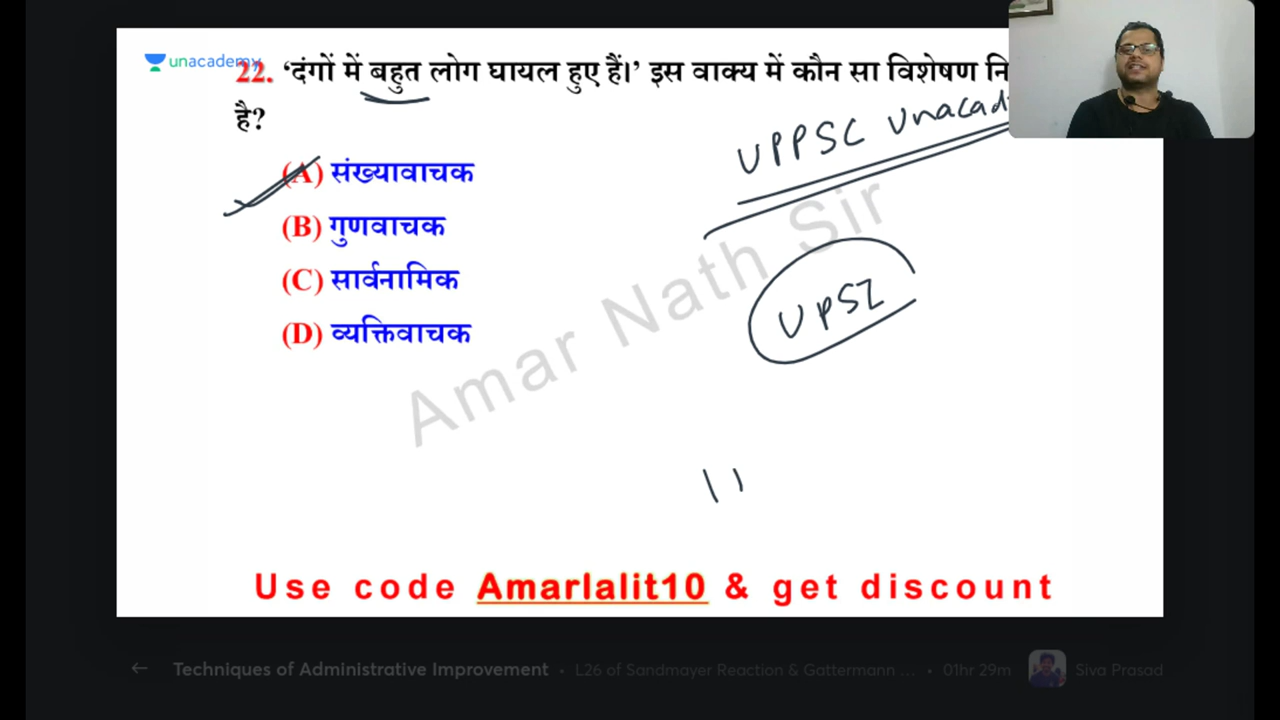 unacademy
22. ‘दंगों में बहुत लोग घायल हुए हैं।’ इस वाक्य में कौन सा विशेषण
है?
UPPSC
(A) संख्यावाचक
(B) गुणवाचक
(C) सार्वनामिक
(D) व्यक्तिवाचक
UPSI
Amar Nath Sir
Use code Amarlalit10 & get discount
Techniques of Administrative Improvement • L26 of Sandmayer Reaction & Gattermann ... • 01hr 29m Siva Prasad